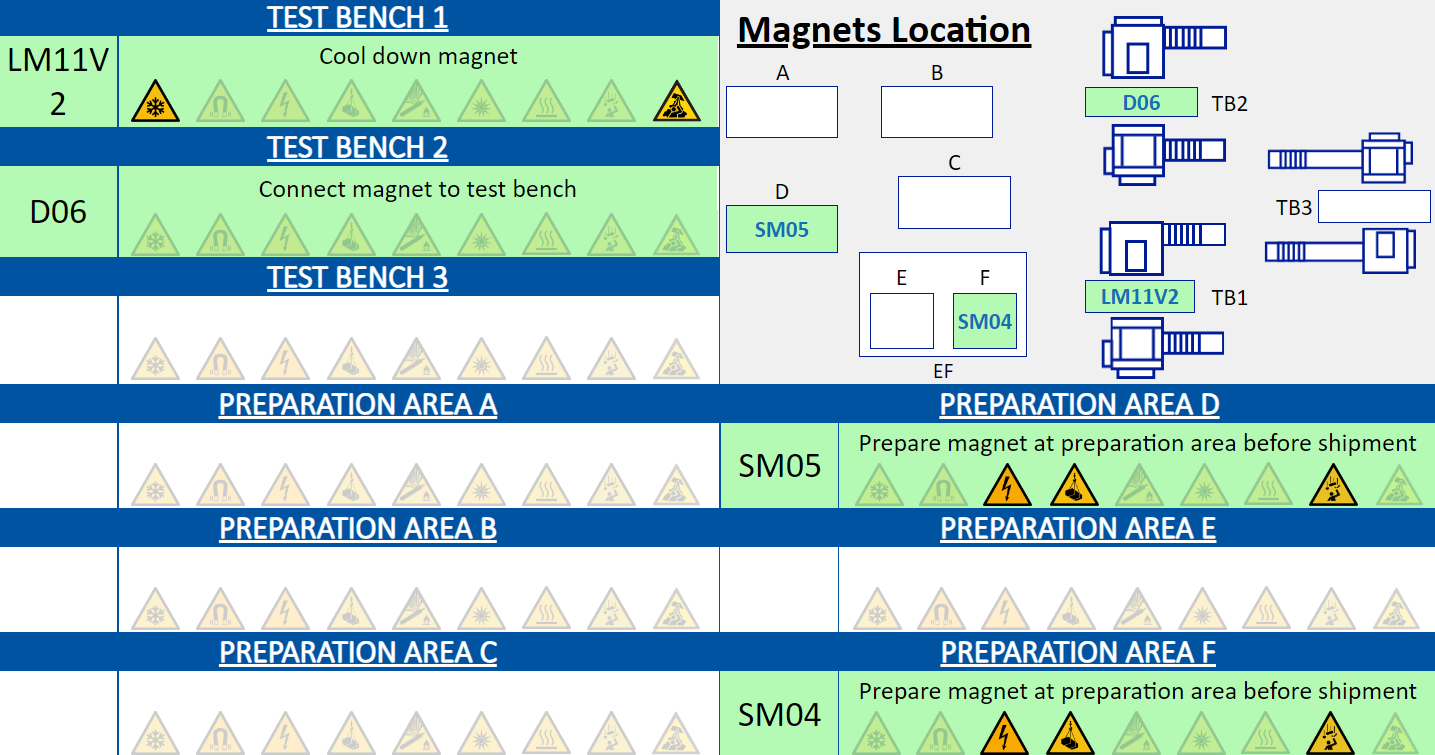 TEST BENCH 1
LM11V
2
Cool down magnet
TEST BENCH 2
D06
Connect magnet to test bench
TEST BENCH 3
Magnets Location
A
B
C
D
SM05
E
F
SM04
EF
D06
TB2
TB3
LM11V2
TB1
PREPARATION AREA A
PREPARATION AREA D
SM05
Prepare magnet at preparation area before shipment
PREPARATION AREA B
PREPARATION AREA E
PREPARATION AREA C
PREPARATION AREA F
SM04
Prepare magnet at preparation area before shipment